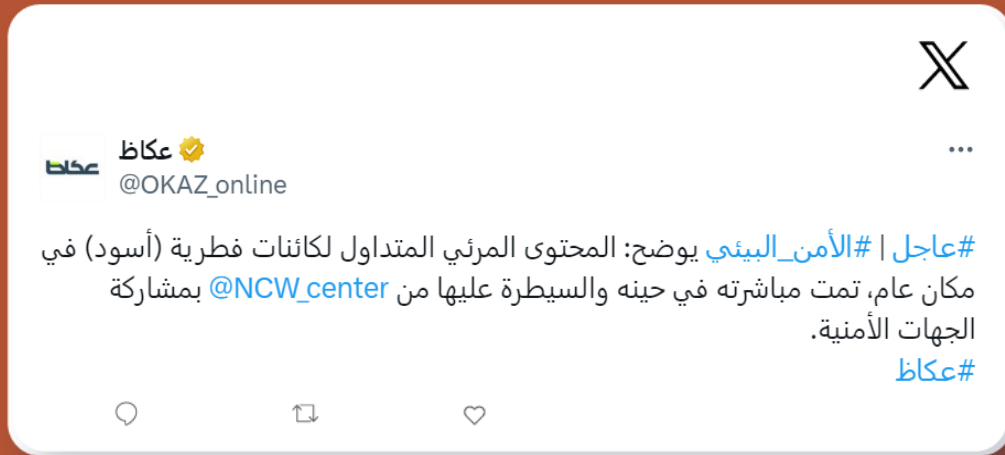 عكاظ
عكاظ
@OKAZ_online
#عاجل | #الأمن_البيئي يوضح: المحتوى المرئي المتداول لكائنات فطرية (أسود) في
مكان عام، تمت مباشرته في حينه والسيطرة عليها من @NCW_center بمشاركة
الجهات الأمنية.
#عكاظ